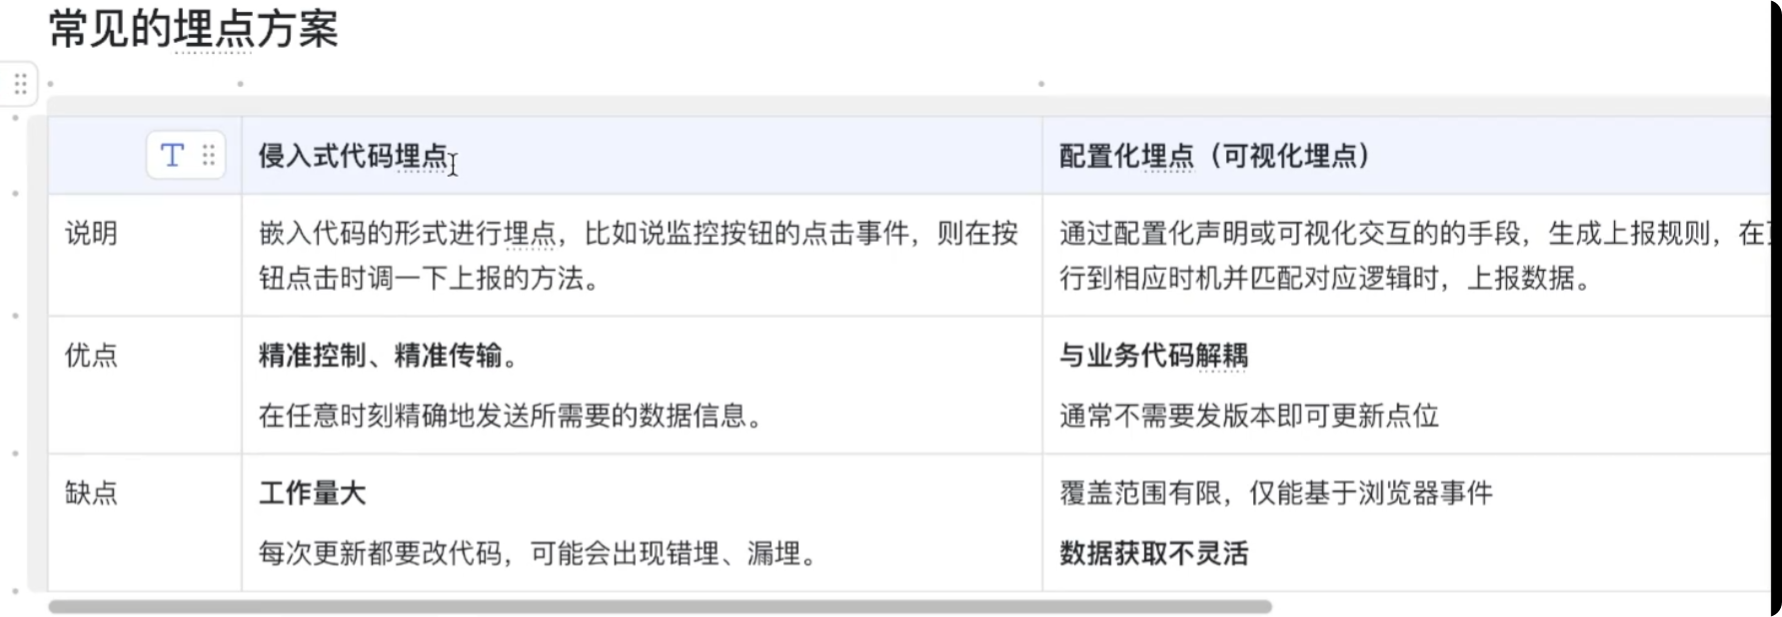 常见的埋点方案
T
侵入式代码埋点
配置化埋点（可视化埋点）
说明
嵌入代码的形式进行埋点，比如说监控按钮的点击事件，则在按
钮点击时调一下上报的方法。
通过配置化声明或可视化交互的的手段，生成上报规则，在
行到相应时机并匹配对应逻辑时，上报数据。
优点
精准控制、精准传输。
在任意时刻精确地发送所需要的数据信息。
与业务代码解耦
通常不需要发版本即可更新点位
缺点
工作量大
每次更新都要改代码，可能会出现错埋、漏埋。
覆盖范围有限，仅能基于浏览器事件
数据获取不灵活